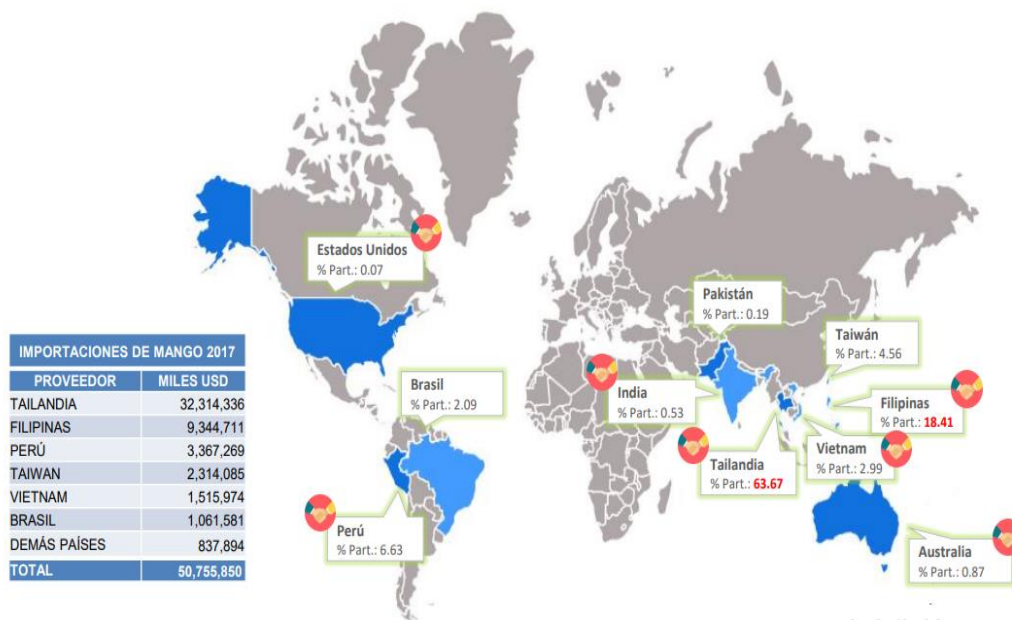 Estados Unidos
% Part.: 0.07
Pakistán
% Part.: 0.19
Taiwán
% Part.: 4.56
IMPORTACIONES DE MANGO 2017
PROVEEDOR MILES USD
TAILANDIA 32,314,336
FILIPINAS 9,344,711
PERÚ 3,367,269
TAIWAN 2,314,085
VIETNAM 1,515,974
BRASIL 1,061,581
DEMÁS PAÍSES 837,894
TOTAL 50,755,850
Brasil
% Part.: 2.09
India
% Part.: 0.53
Filipinas
% Part.: 18.41
Tailandia
% Part.: 63.67
Vietnam
% Part.: 2.99
Perú
% Part.: 6.63
Australia
% Part.: 0.87